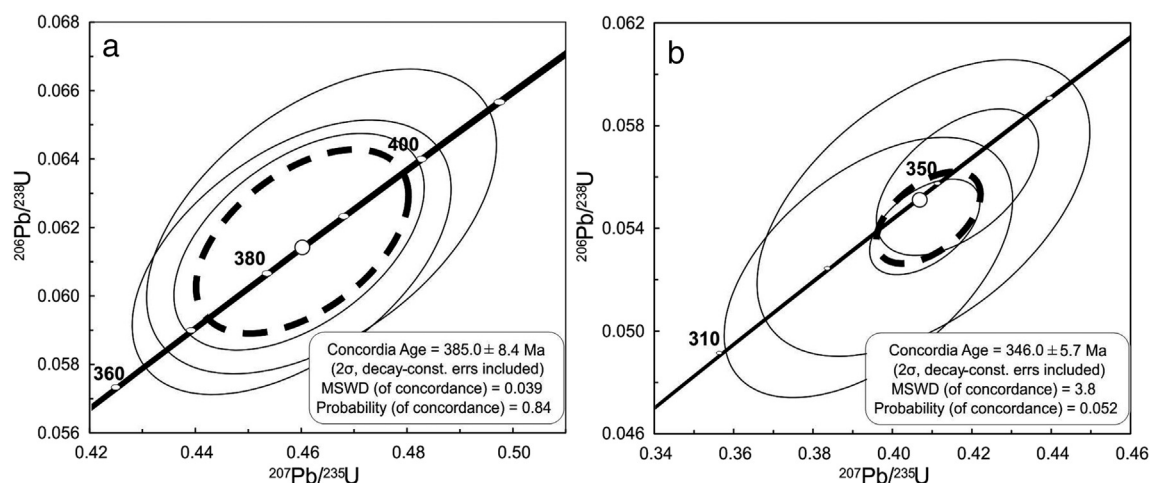 a
0.068
0.066
0.064
0.062
0.060
0.058
0.056
²⁰⁶Pb/²³⁸U
400
380
360
Concordia Age = 385.0 ± 8.4 Ma
(2σ, decay-const. errs included)
MSWD (of concordance) = 0.039
Probability (of concordance) = 0.84
0.42 0.44 0.46 0.48 0.50
²⁰⁷Pb/²³⁵U
b
0.062
0.058
0.054
0.050
0.046
²⁰⁶Pb/²³⁸U
350
310
Concordia Age = 346.0 ± 5.7 Ma
(2σ, decay-const. errs included)
MSWD (of concordance) = 3.8
Probability (of concordance) = 0.052
0.34 0.36 0.38 0.40 0.42 0.44 0.46
²⁰⁷Pb/²³⁵U